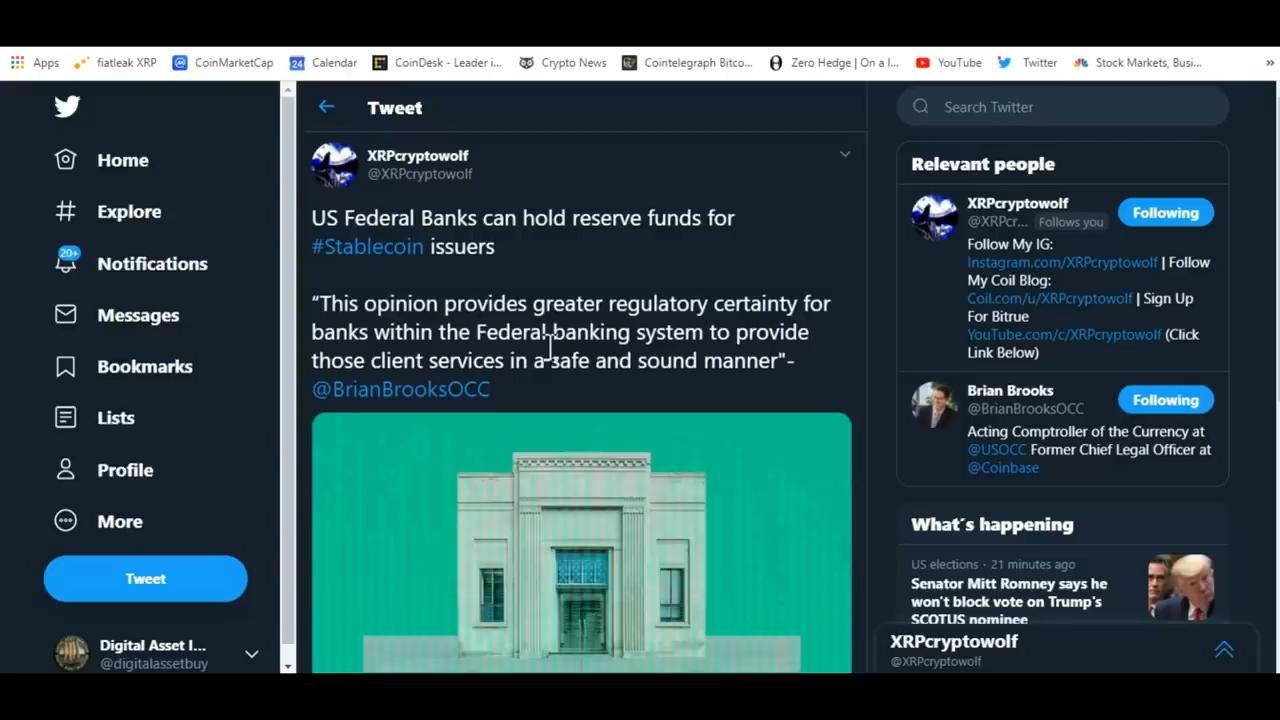 Apps
fiatleak XRP
CoinMarketCap
24
Calendar
CoinDesk - Leader i...
Crypto News
Cointelegraph Bitco...
Zero Hedge | On a l...
YouTube
Twitter
Stock Markets, Busi...
»
Home
Explore
20+
Notifications
Messages
Bookmarks
Lists
Profile
More
Tweet
Digital Asset I...
@digitalassetbuy
Tweet
XRPcryptowolf
@XRPcryptowolf
US Federal Banks can hold reserve funds for
#Stablecoin issuers
“This opinion provides greater regulatory certainty for
banks within the Federal banking system to provide
those client services in a safe and sound manner"-
@BrianBrooksOCC
Search Twitter
Relevant people
XRPcryptowolf
@XRPcr... Follows you
Following
Follow My IG:
Instagram.com/XRPcryptowolf | Follow
My Coil Blog:
Coil.com/u/XRPcryptowolf | Sign Up
For Bitrue
YouTube.com/c/XRPcryptowolf (Click
Link Below)
Brian Brooks
@BrianBrooksOCC
Following
Acting Comptroller of the Currency at
@USOCC Former Chief Legal Officer at
@Coinbase
What's happening
US elections · 21 minutes ago
Senator Mitt Romney says he
won't block vote on Trump's
SCOTUS nominee
XRPcryptowolf
@XRPcryptowolf